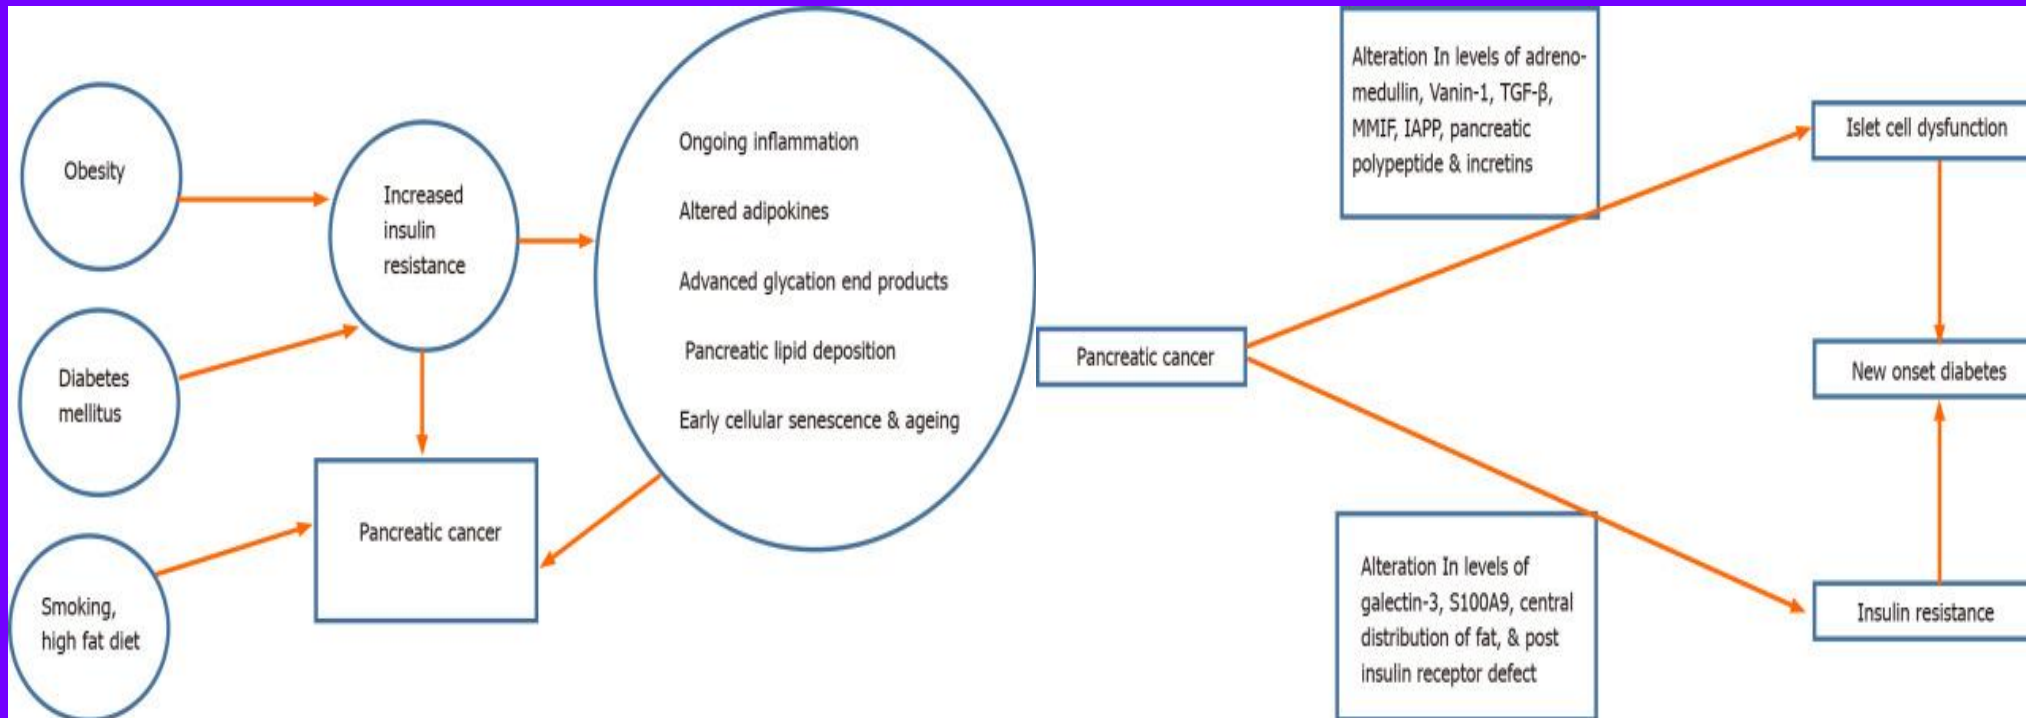 Obesity
Diabetes
mellitus
Smoking,
high fat diet
Increased
insulin
resistance
Pancreatic cancer
Ongoing inflammation
Altered adipokines
Advanced glycation end products
Pancreatic lipid deposition
Early cellular senescence & ageing
Pancreatic cancer
Alteration In levels of adreno-
medullin, Vanin-1, TGF-β,
MMIF, IAPP, pancreatic
polypeptide & incretins
Alteration In levels of
galectin-3, S100A9, central
distribution of fat, & post
insulin receptor defect
Islet cell dysfunction
New onset diabetes
Insulin resistance